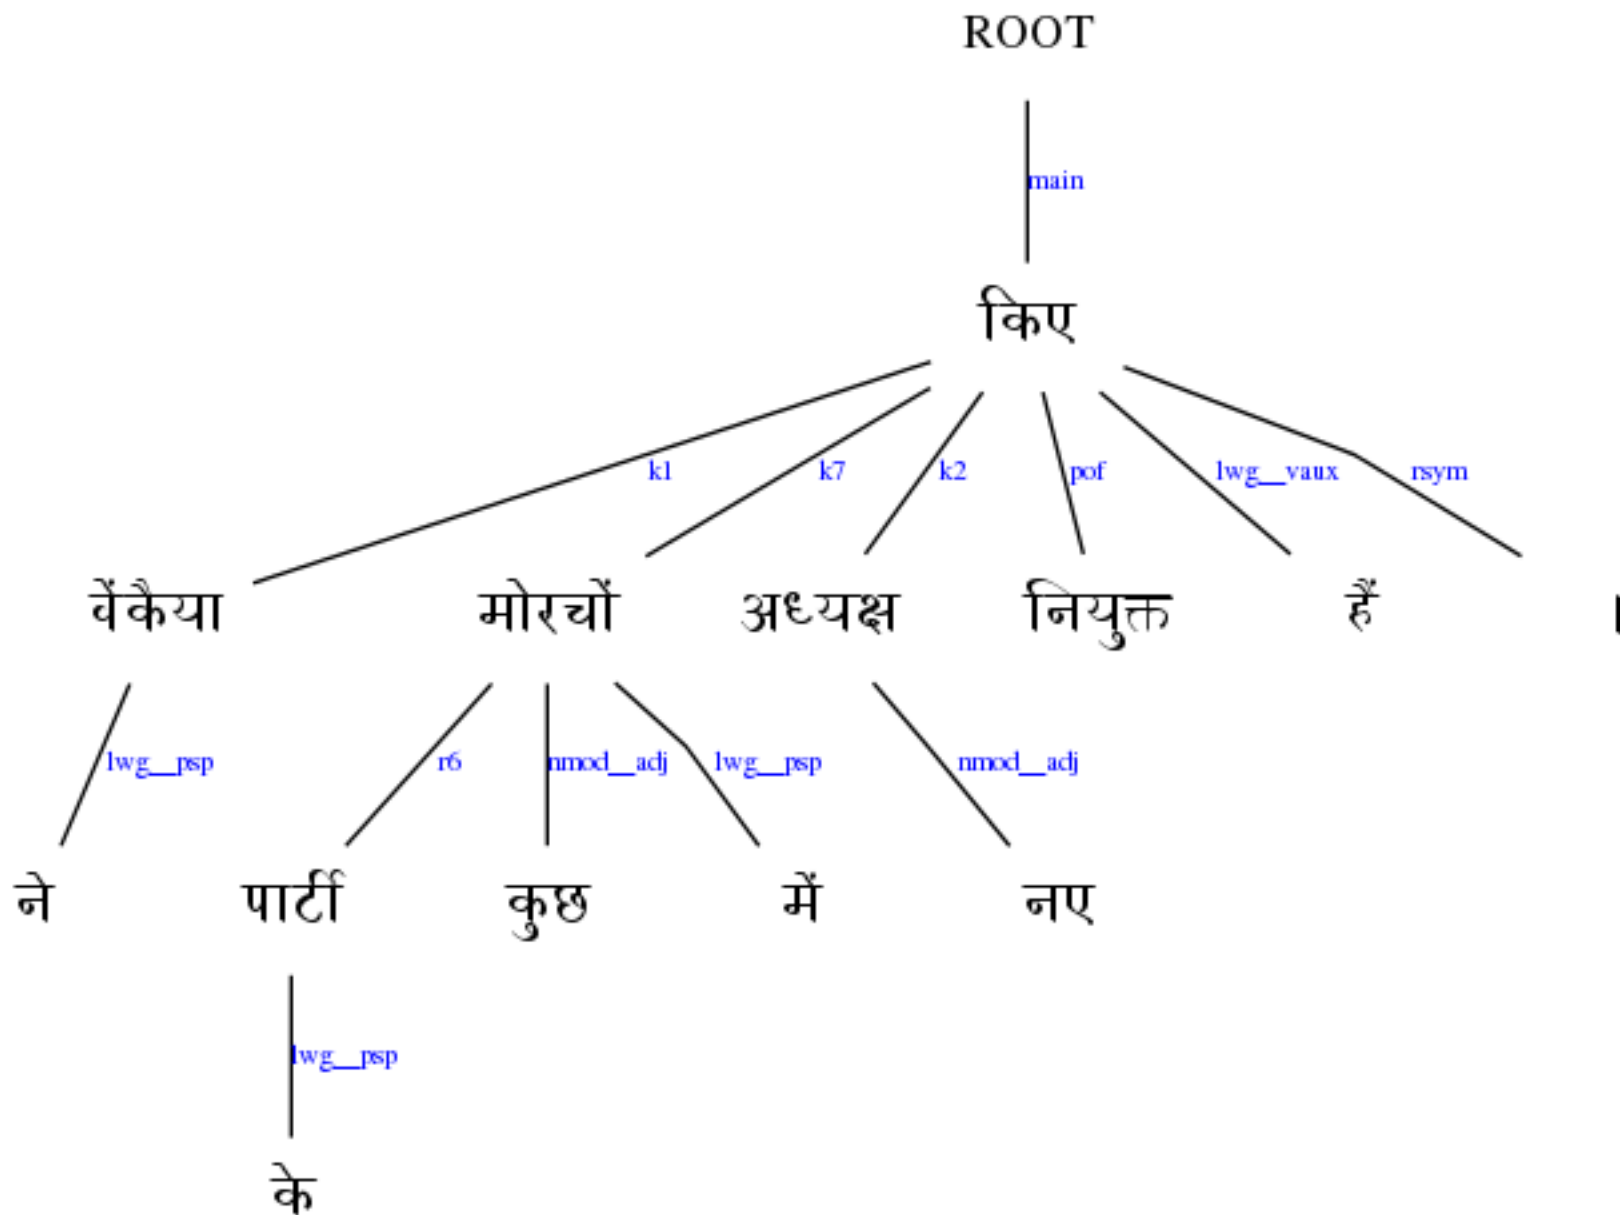 ROOT
main
किए
k1 k7 k2 pof lwg__vaux rsym
वेंकैया मोरचों अध्यक्ष नियुक्त हैं ।
lwg__psp r6 nmod__adj lwg__psp nmod__adj
ने पार्टी कुछ में नए
lwg__psp
के